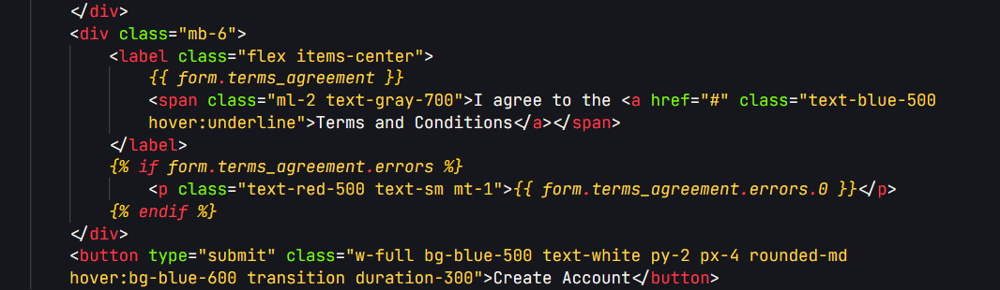 </div>
<div class="mb-6">
<label class="flex items-center">
{{ form.terms_agreement }}
<span class="ml-2 text-gray-700">I agree to the <a href="#" class="text-blue-500
hover:underline">Terms and Conditions</a></span>
</label>
{% if form.terms_agreement.errors %}
<p class="text-red-500 text-sm mt-1">{{ form.terms_agreement.errors.0 }}</p>
{% endif %}
</div>
<button type="submit" class="w-full bg-blue-500 text-white py-2 px-4 rounded-md
hover:bg-blue-600 transition duration-300">Create Account</button>